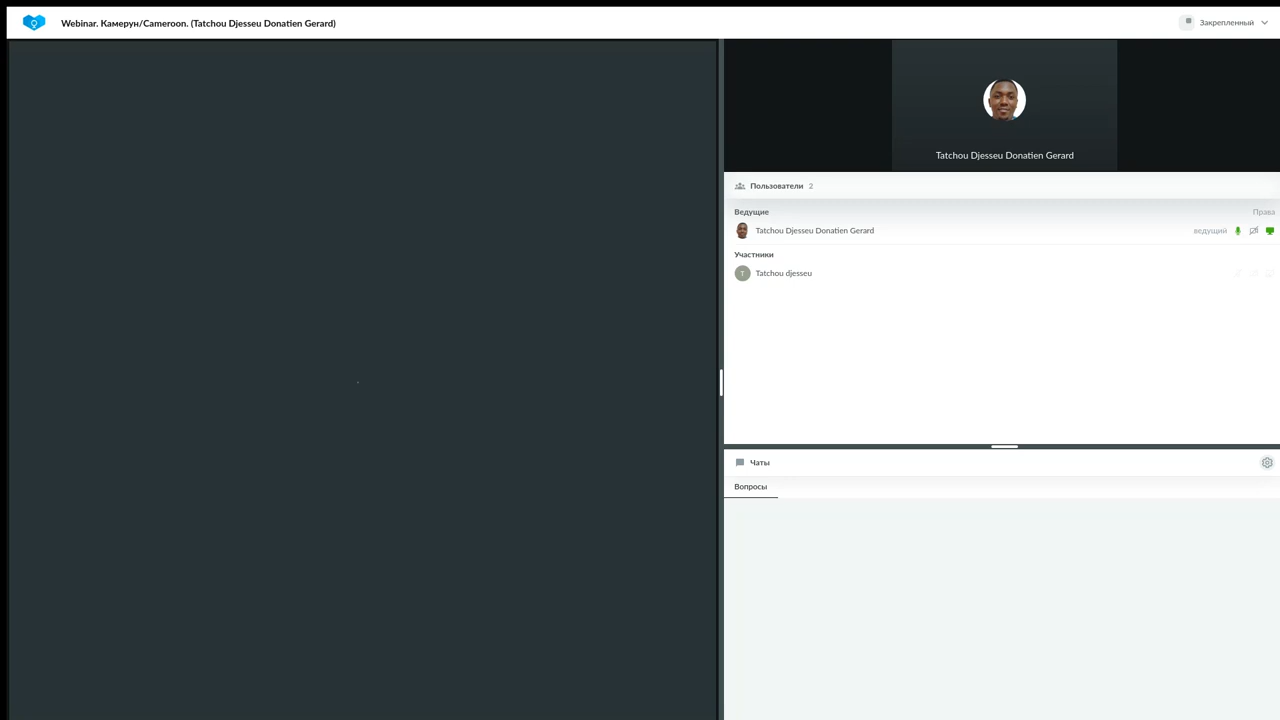 Webinar. Камерун/Cameroon. (Tatchou Djesseu Donatien Gerard)
Закрепленный
Tatchou Djesseu Donatien Gerard
Пользователи 2
Ведущие Права
Tatchou Djesseu Donatien Gerard ведущий
Участники
T Tatchou djesseu
Чаты
Вопросы